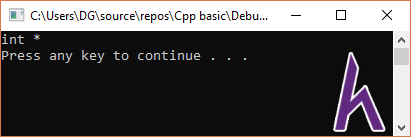 C:\Users\DG\source\repos\Cpp basic\Debu...
int *
Press any key to continue . . .